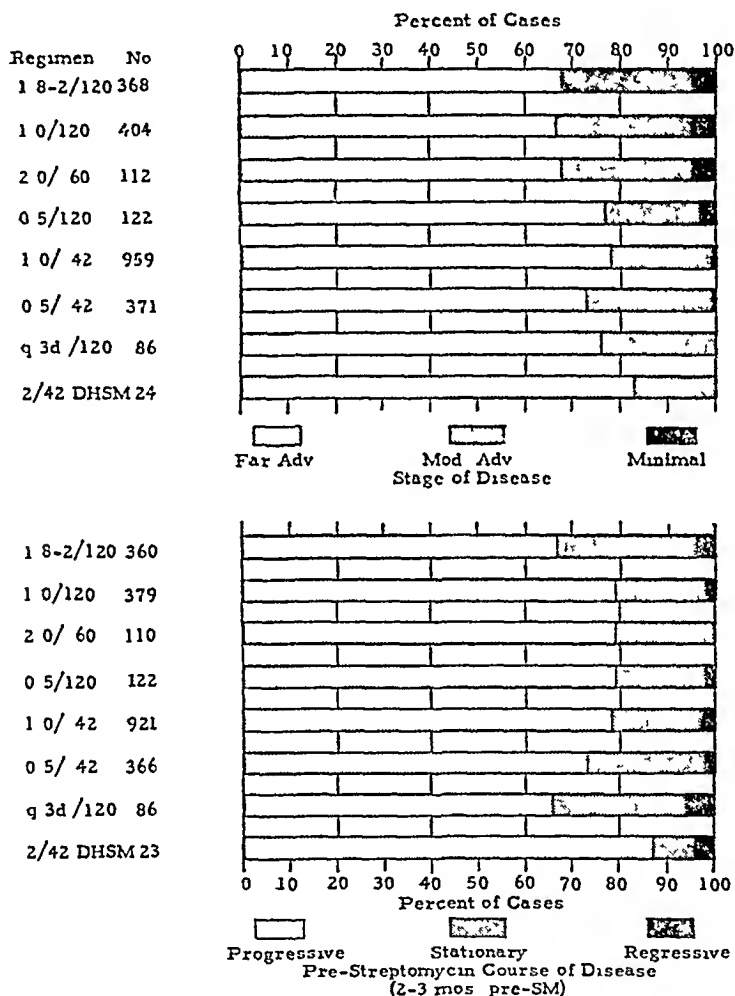 Percent of Cases
Regimen No 0 10 20 30 40 50 60 70 80 90 100
1 8-2/120 368
1 0/120 404
2 0/ 60 112
0 5/120 122
1 0/ 42 959
0 5/ 42 371
q 3d /120 86
2/42 DHSM 24
Far Adv Mod Adv Minimal
Stage of Disease
1 8-2/120 360
1 0/120 379
2 0/ 60 110
0 5/120 122
1 0/ 42 921
0 5/ 42 366
q 3d /120 86
2/42 DHSM 23
0 10 20 30 40 50 60 70 80 90 100
Percent of Cases
Progressive Stationary Regressive
Pre-Streptomycin Course of Disease
(2-3 mos pre-SM)